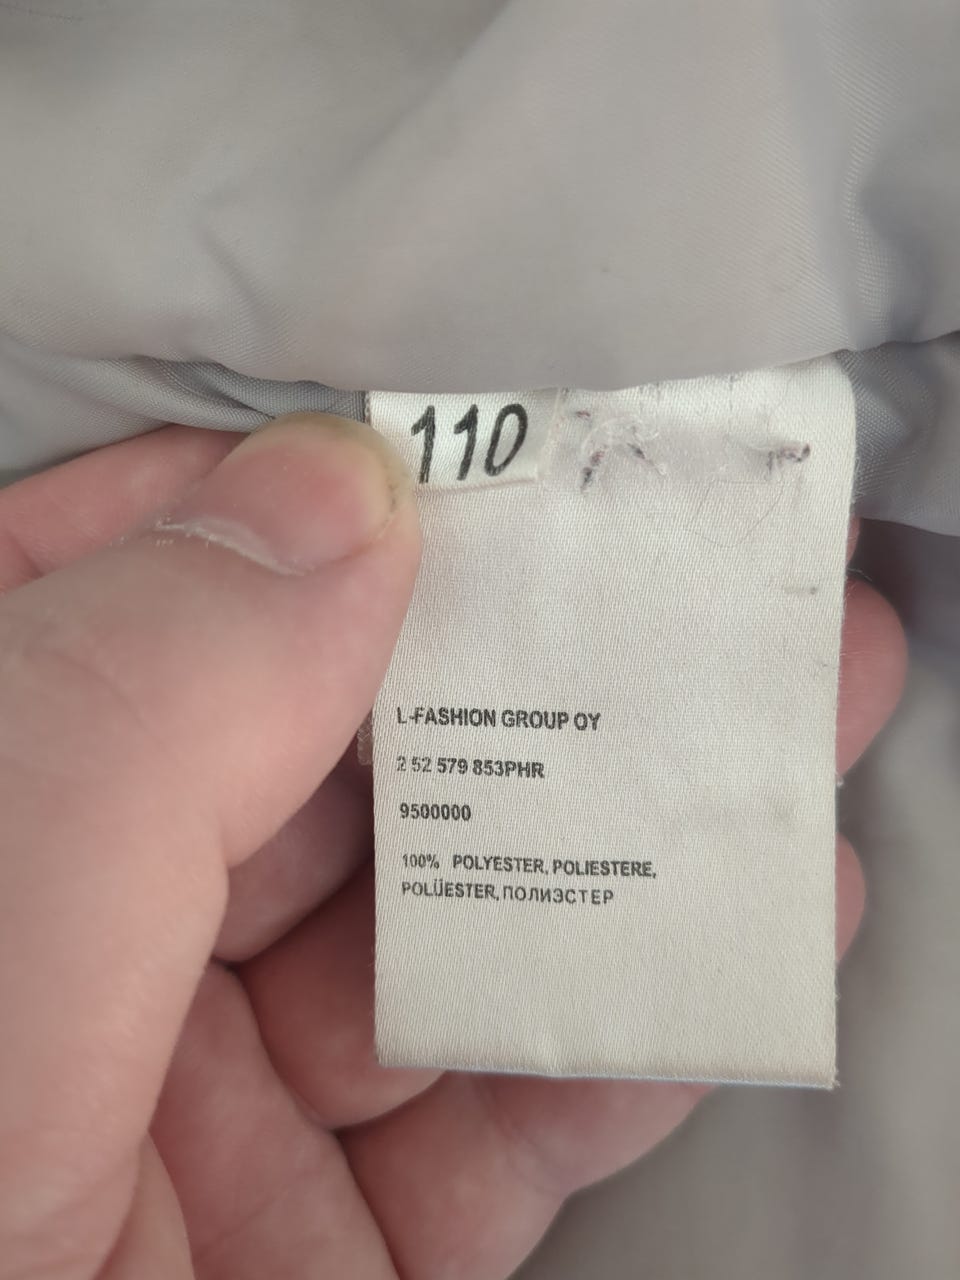 110
L-FASHION GROUP OY
2 52 579 853PHR
9500000
100% POLYESTER, POLIESTERE,
POLÜESTER, ПОЛИЭСТЕР